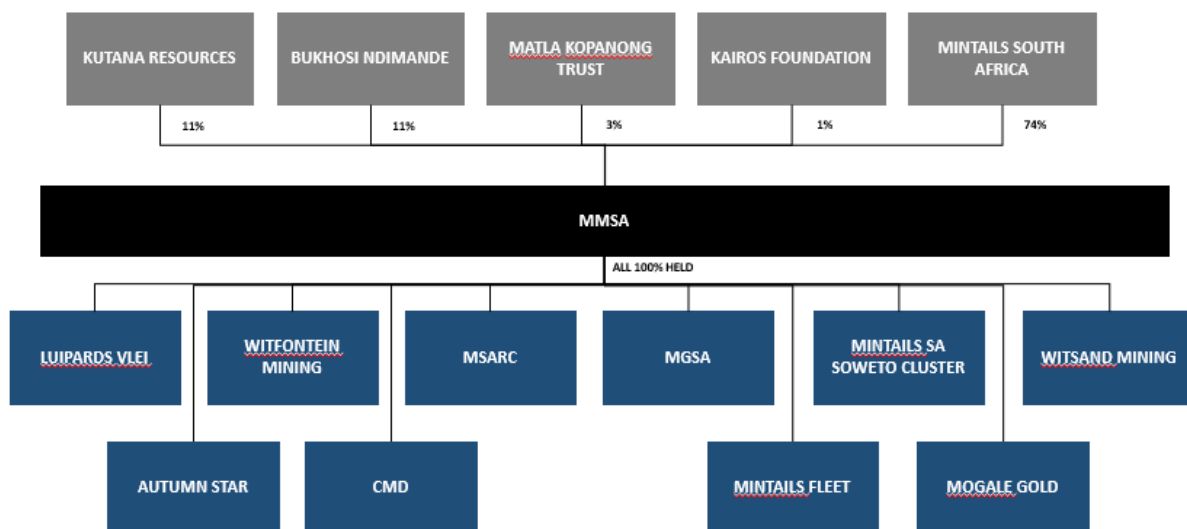 KUTANA RESOURCES
BUKHOSI NDIMANDE
MATLA KOPANONG
TRUST
KAIROS FOUNDATION
MINTAILS SOUTH
AFRICA
11%
11%
3%
1%
74%
MMSA
ALL 100% HELD
LUIPARDS VLEI
WITFONTEIN
MINING
MSARC
MGSA
MINTAILS SA
SOWETO CLUSTER
WITSAND MINING
AUTUMN STAR
CMD
MINTAILS FLEET
MOGALE GOLD